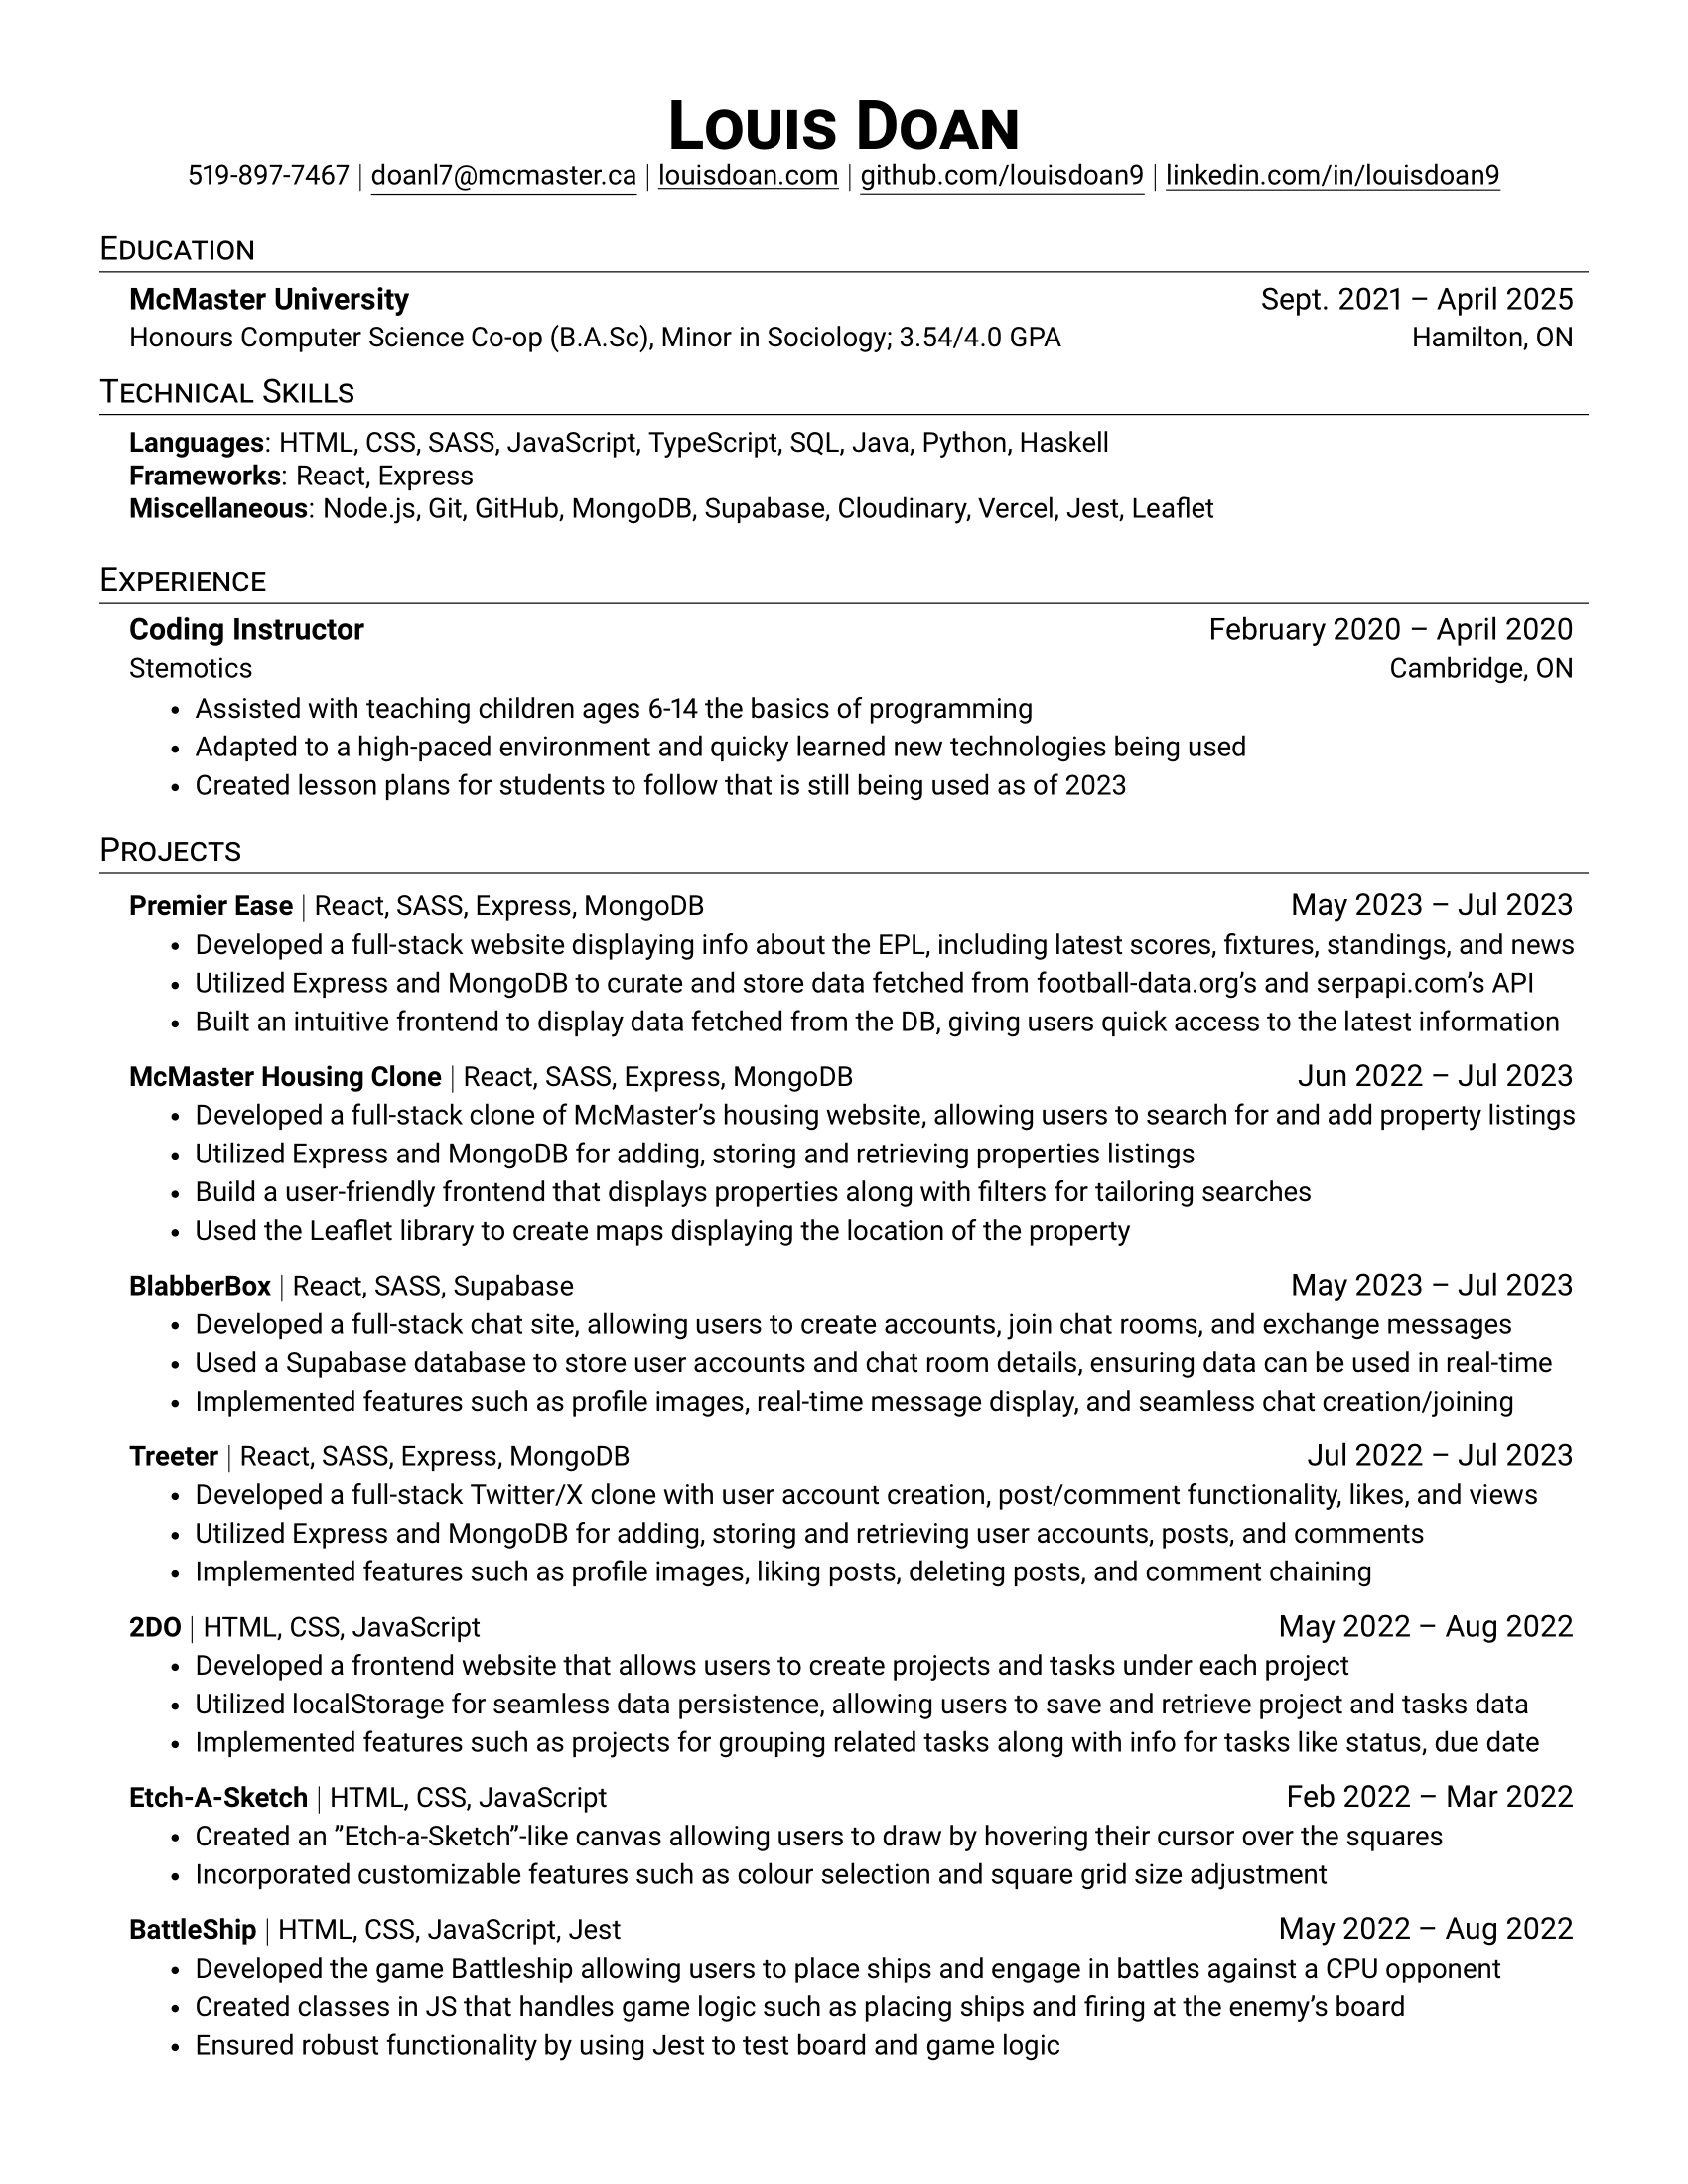 Louis Doan
519-897-7467 | doanl7@mcmaster.ca | louisdoan.com | github.com/louisdoan9 | linkedin.com/in/louisdoan9
Education
McMaster University Sept. 2021 – April 2025
Honours Computer Science Co-op (B.A.Sc), Minor in Sociology; 3.54/4.0 GPA Hamilton, ON
Technical Skills
Languages: HTML, CSS, SASS, JavaScript, TypeScript, SQL, Java, Python, Haskell
Frameworks: React, Express
Miscellaneous: Node.js, Git, GitHub, MongoDB, Supabase, Cloudinary, Vercel, Jest, Leaflet
Experience
Coding Instructor February 2020 – April 2020
Stemotics Cambridge, ON
• Assisted with teaching children ages 6-14 the basics of programming
• Adapted to a high-paced environment and quicky learned new technologies being used
• Created lesson plans for students to follow that is still being used as of 2023
Projects
Premier Ease | React, SASS, Express, MongoDB May 2023 – Jul 2023
• Developed a full-stack website displaying info about the EPL, including latest scores, fixtures, standings, and news
• Utilized Express and MongoDB to curate and store data fetched from football-data.org’s and serpapi.com’s API
• Built an intuitive frontend to display data fetched from the DB, giving users quick access to the latest information
McMaster Housing Clone | React, SASS, Express, MongoDB Jun 2022 – Jul 2023
• Developed a full-stack clone of McMaster’s housing website, allowing users to search for and add property listings
• Utilized Express and MongoDB for adding, storing and retrieving properties listings
• Build a user-friendly frontend that displays properties along with filters for tailoring searches
• Used the Leaflet library to create maps displaying the location of the property
BlabberBox | React, SASS, Supabase May 2023 – Jul 2023
• Developed a full-stack chat site, allowing users to create accounts, join chat rooms, and exchange messages
• Used a Supabase database to store user accounts and chat room details, ensuring data can be used in real-time
• Implemented features such as profile images, real-time message display, and seamless chat creation/joining
Treeter | React, SASS, Express, MongoDB Jul 2022 – Jul 2023
• Developed a full-stack Twitter/X clone with user account creation, post/comment functionality, likes, and views
• Utilized Express and MongoDB for adding, storing and retrieving user accounts, posts, and comments
• Implemented features such as profile images, liking posts, deleting posts, and comment chaining
2DO | HTML, CSS, JavaScript May 2022 – Aug 2022
• Developed a frontend website that allows users to create projects and tasks under each project
• Utilized localStorage for seamless data persistence, allowing users to save and retrieve project and tasks data
• Implemented features such as projects for grouping related tasks along with info for tasks like status, due date
Etch-A-Sketch | HTML, CSS, JavaScript Feb 2022 – Mar 2022
• Created an ”Etch-a-Sketch”-like canvas allowing users to draw by hovering their cursor over the squares
• Incorporated customizable features such as colour selection and square grid size adjustment
BattleShip | HTML, CSS, JavaScript, Jest May 2022 – Aug 2022
• Developed the game Battleship allowing users to place ships and engage in battles against a CPU opponent
• Created classes in JS that handles game logic such as placing ships and firing at the enemy’s board
• Ensured robust functionality by using Jest to test board and game logic